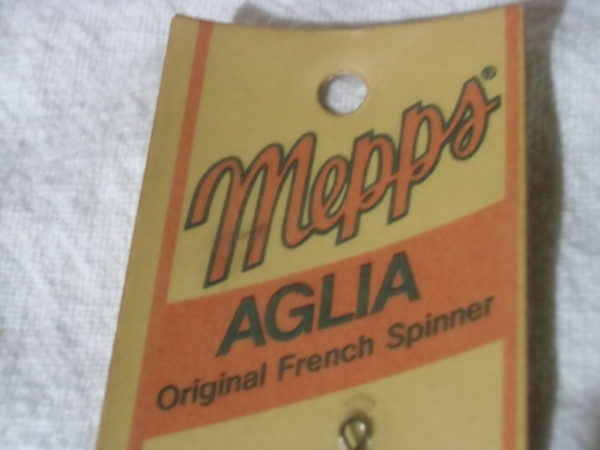 Mepps®
AGLIA
Original French Spinner